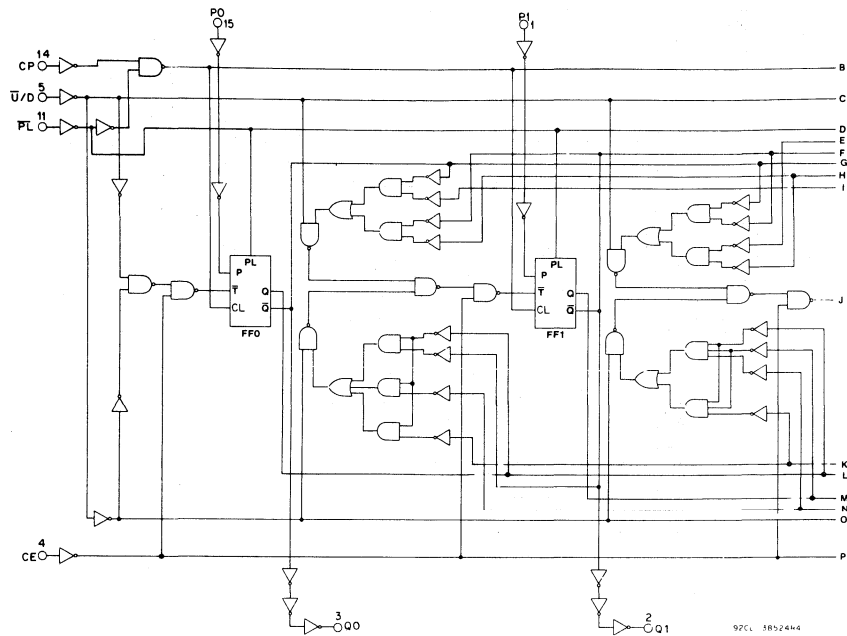 P0
15
P1
1
14
CP
B
5
U̅/D
C
11
P̅L̅
D
E
F
G
H
I
PL
P
T̅
Q
CL
Q̅
FF0
PL
P
T̅
Q
CL
Q̅
FF1
J
K
L
M
N
O
4
CE
P
3
Q0
2
Q1
92CL 38524R4